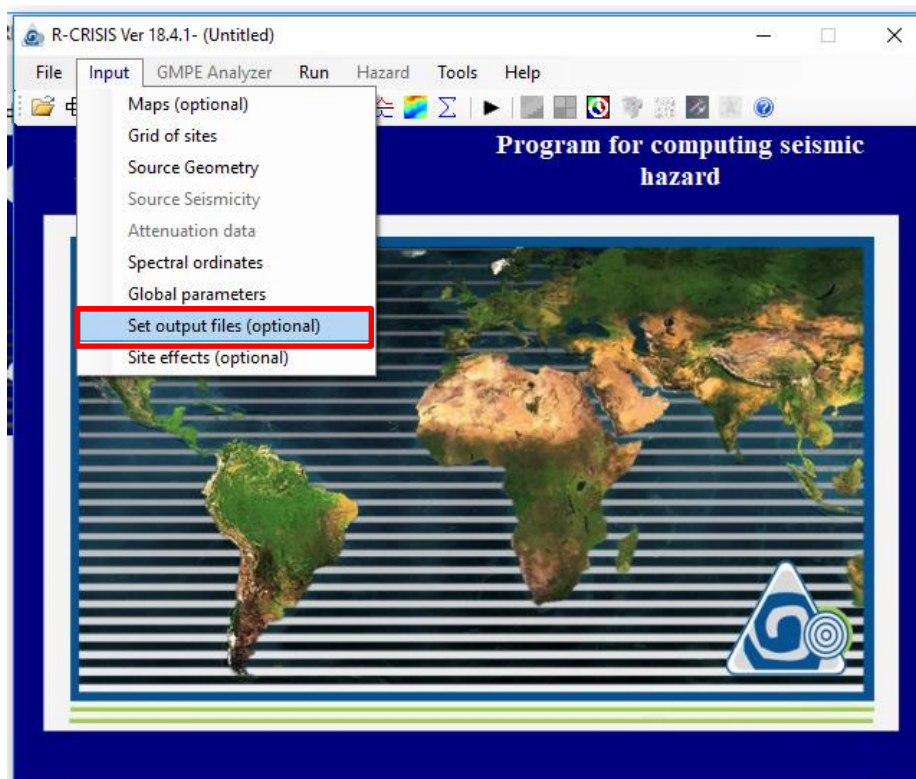 R-CRISIS Ver 18.4.1- (Untitled)
File Input GMPE Analyzer Run Hazard Tools Help
Maps (optional)
Grid of sites
Source Geometry
Source Seismicity
Attenuation data
Spectral ordinates
Global parameters
Set output files (optional)
Site effects (optional)
Program for computing seismic
hazard